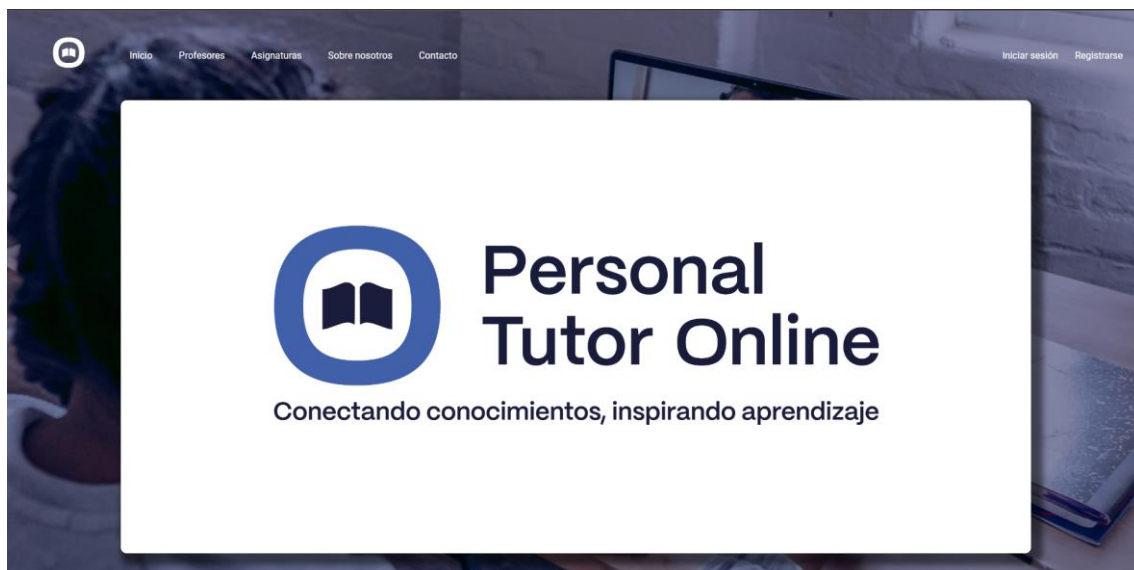 Inicio Profesores Asignaturas Sobre nosotros Contacto Iniciar sesión Registrarse
Personal
Tutor Online
Conectando conocimientos, inspirando aprendizaje